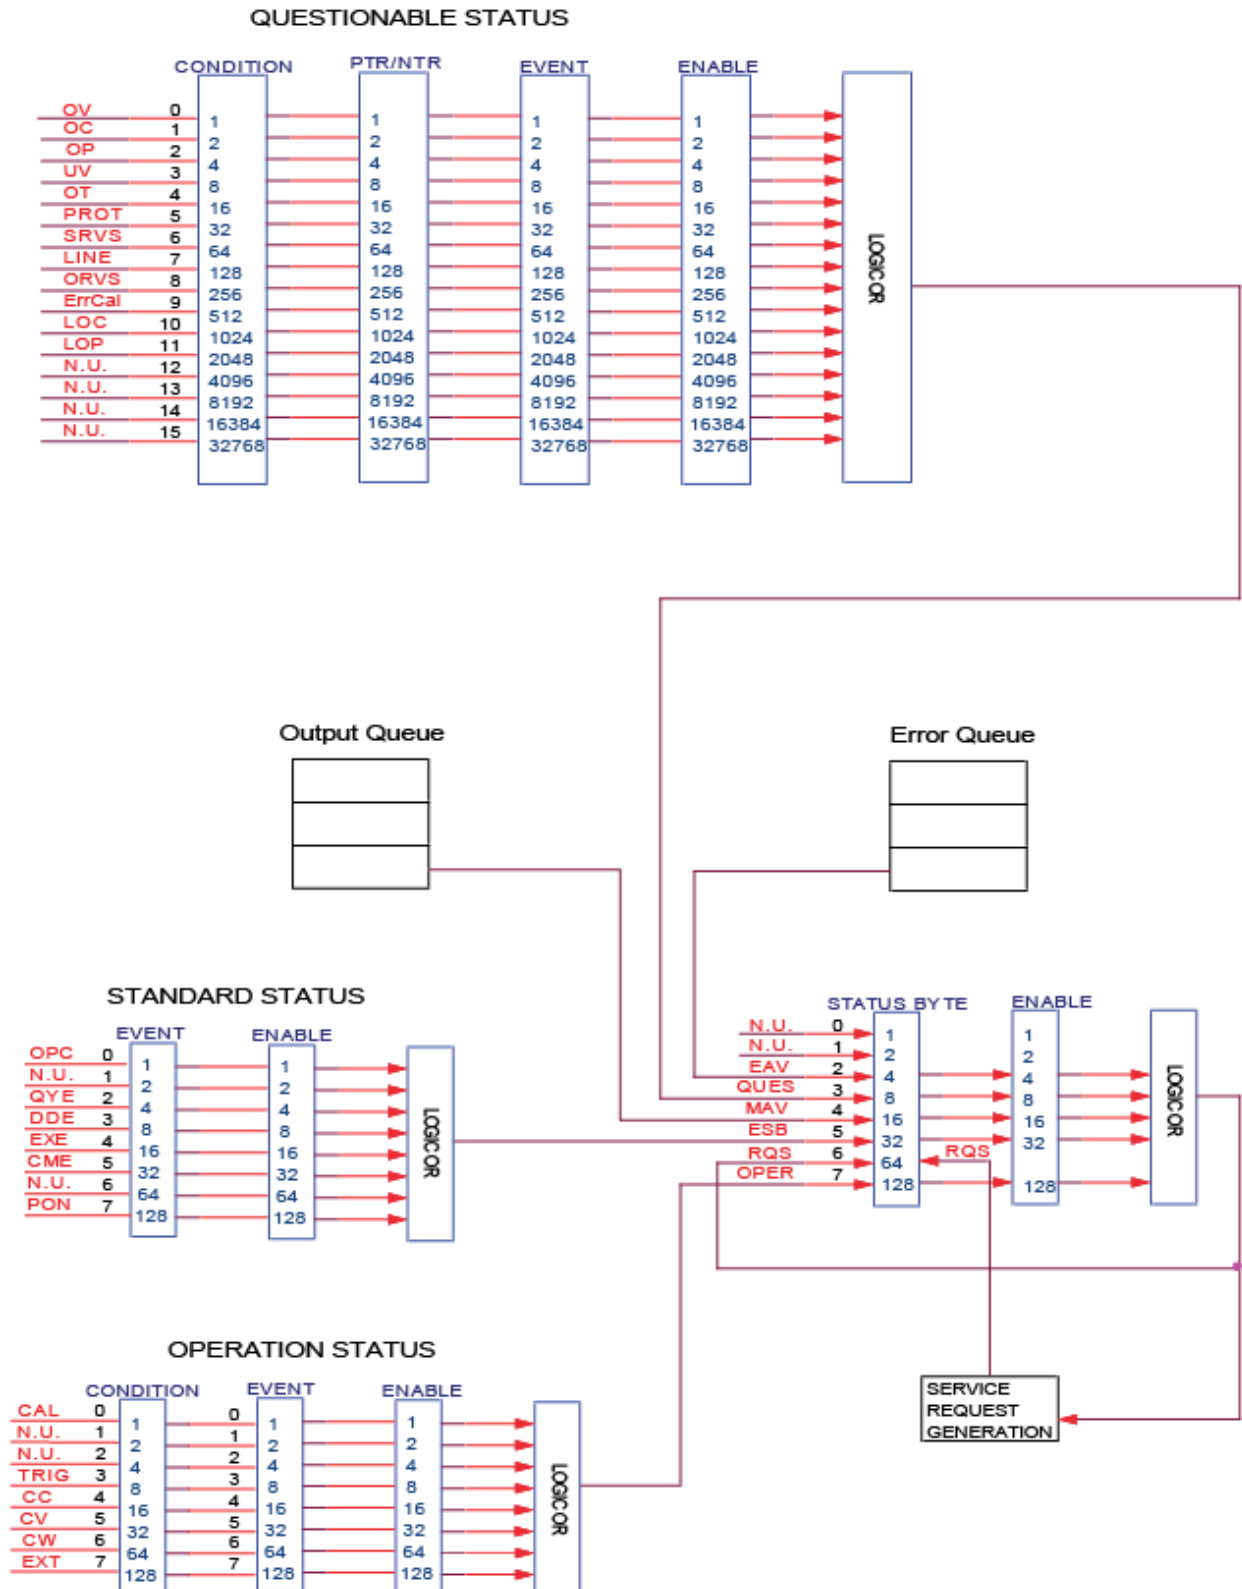 QUESTIONABLE STATUS
CONDITION PTR/NTR EVENT ENABLE
OV 0 1 1 1 1
OC 1 2 2 2 2
OP 2 4 4 4 4
UV 3 8 8 8 8
OT 4 16 16 16 16
PROT 5 32 32 32 32
SRVS 6 64 64 64 64
LINE 7 128 128 128 128
ORVS 8 256 256 256 256
ErrCal 9 512 512 512 512
LOC 10 1024 1024 1024 1024
LOP 11 2048 2048 2048 2048
N.U. 12 4096 4096 4096 4096
N.U. 13 8192 8192 8192 8192
N.U. 14 16384 16384 16384 16384
N.U. 15 32768 32768 32768 32768
LOGIC OR
Output Queue
Error Queue
STANDARD STATUS
EVENT ENABLE
OPC 0 1 1
N.U. 1 2 2
QYE 2 4 4
DDE 3 8 8
EXE 4 16 16
CME 5 32 32
N.U. 6 64 64
PON 7 128 128
LOGIC OR
STATUS BYTE ENABLE
N.U. 0 1 1
N.U. 1 2 2
EAV 2 4 4
QUES 3 8 8
MAV 4 16 16
ESB 5 32 32
RQS 6 64 RQS
OPER 7 128 128
LOGIC OR
SERVICE
REQUEST
GENERATION
OPERATION STATUS
CONDITION EVENT ENABLE
CAL 0 1 0 1 1
N.U. 1 2 1 2 2
N.U. 2 4 2 4 4
TRIG 3 8 3 8 8
CC 4 16 4 16 16
CV 5 32 5 32 32
CW 6 64 6 64 64
EXT 7 128 7 128 128
LOGIC OR